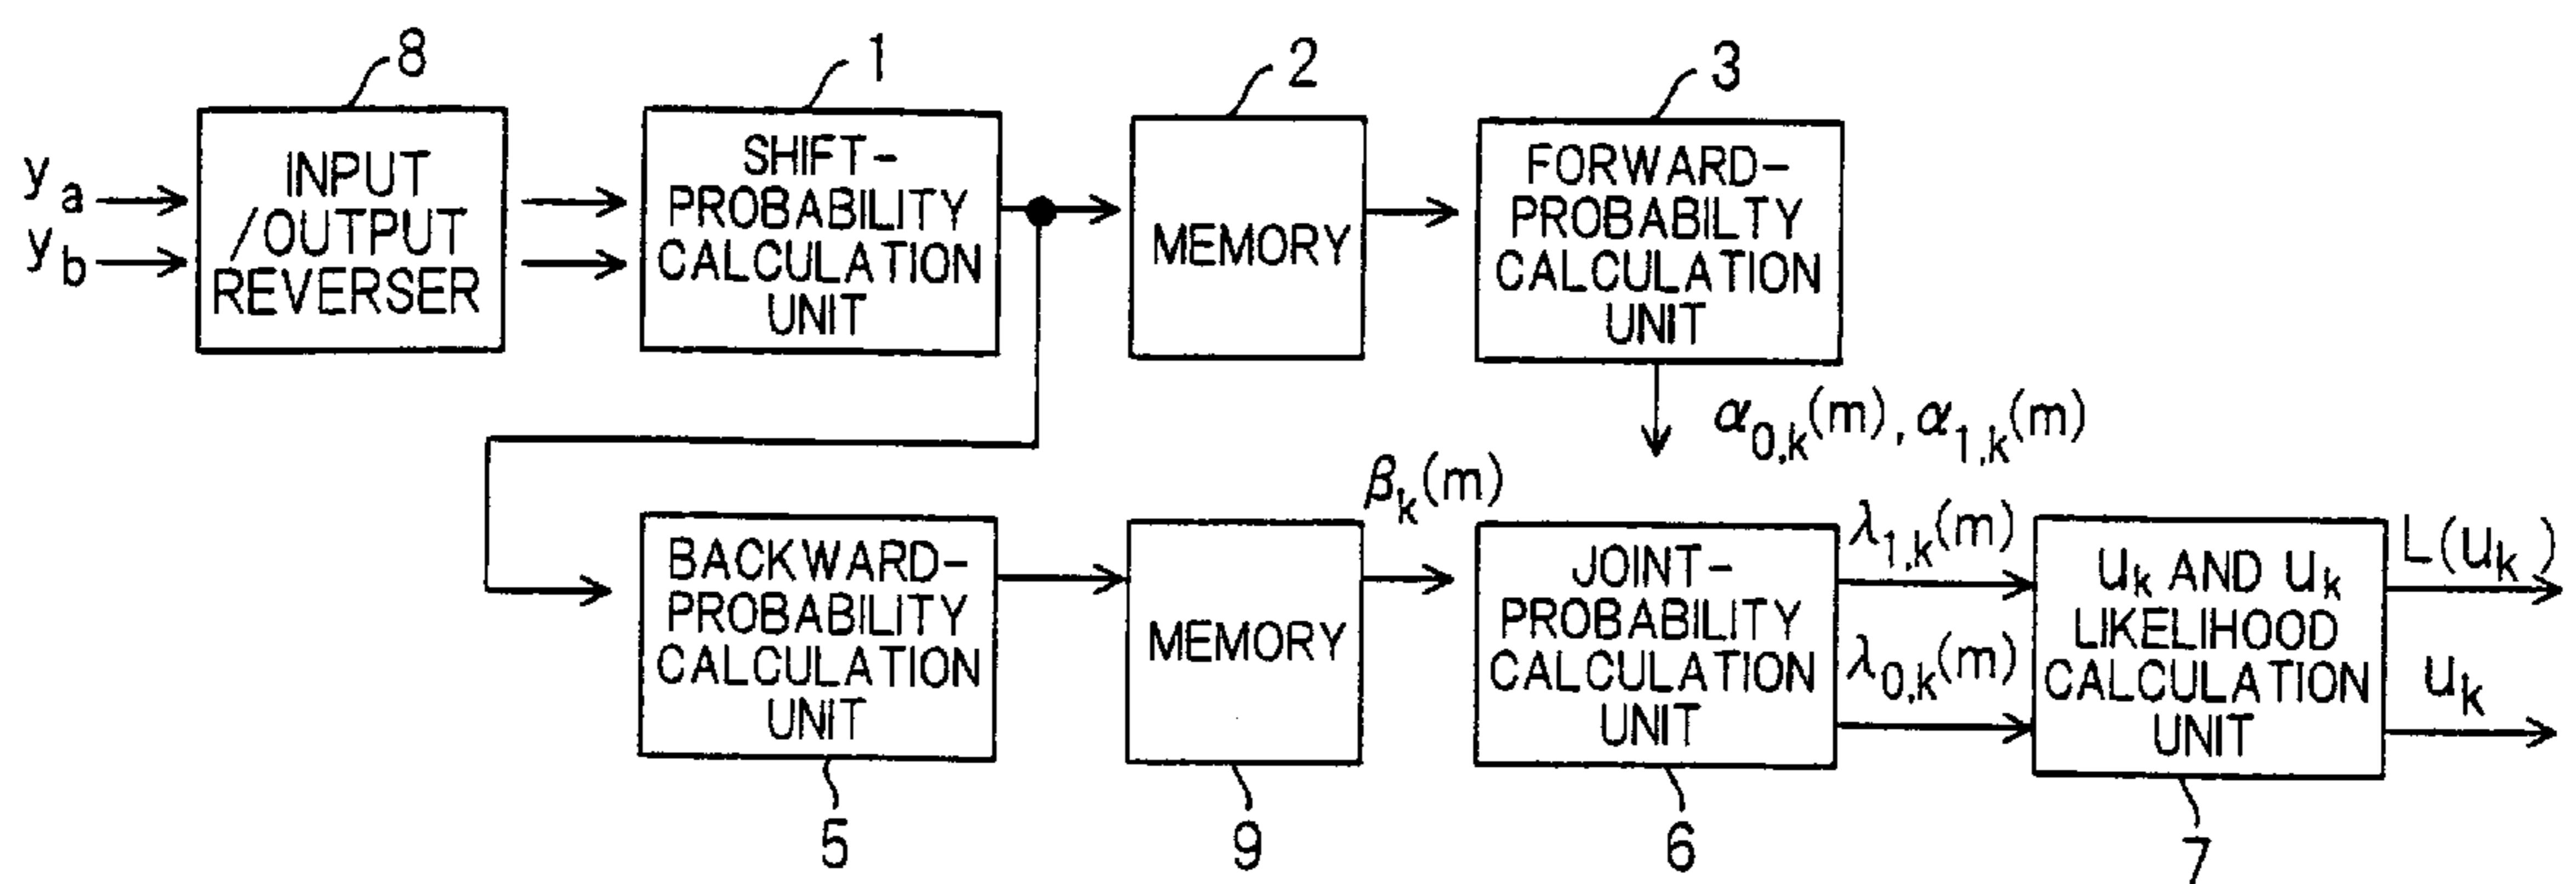 8
1
2
3
ya
yb
INPUT
/OUTPUT
REVERSER
SHIFT-
PROBABILITY
CALCULATION
UNIT
MEMORY
FORWARD-
PROBABILTY
CALCULATION
UNIT
α0,k(m), α1,k(m)
BACKWARD-
PROBABILITY
CALCULATION
UNIT
MEMORY
βk(m)
JOINT-
PROBABILITY
CALCULATION
UNIT
λ1,k(m)
λ0,k(m)
uk AND uk
LIKELIHOOD
CALCULATION
UNIT
L(uk)
uk
5
9
6
7